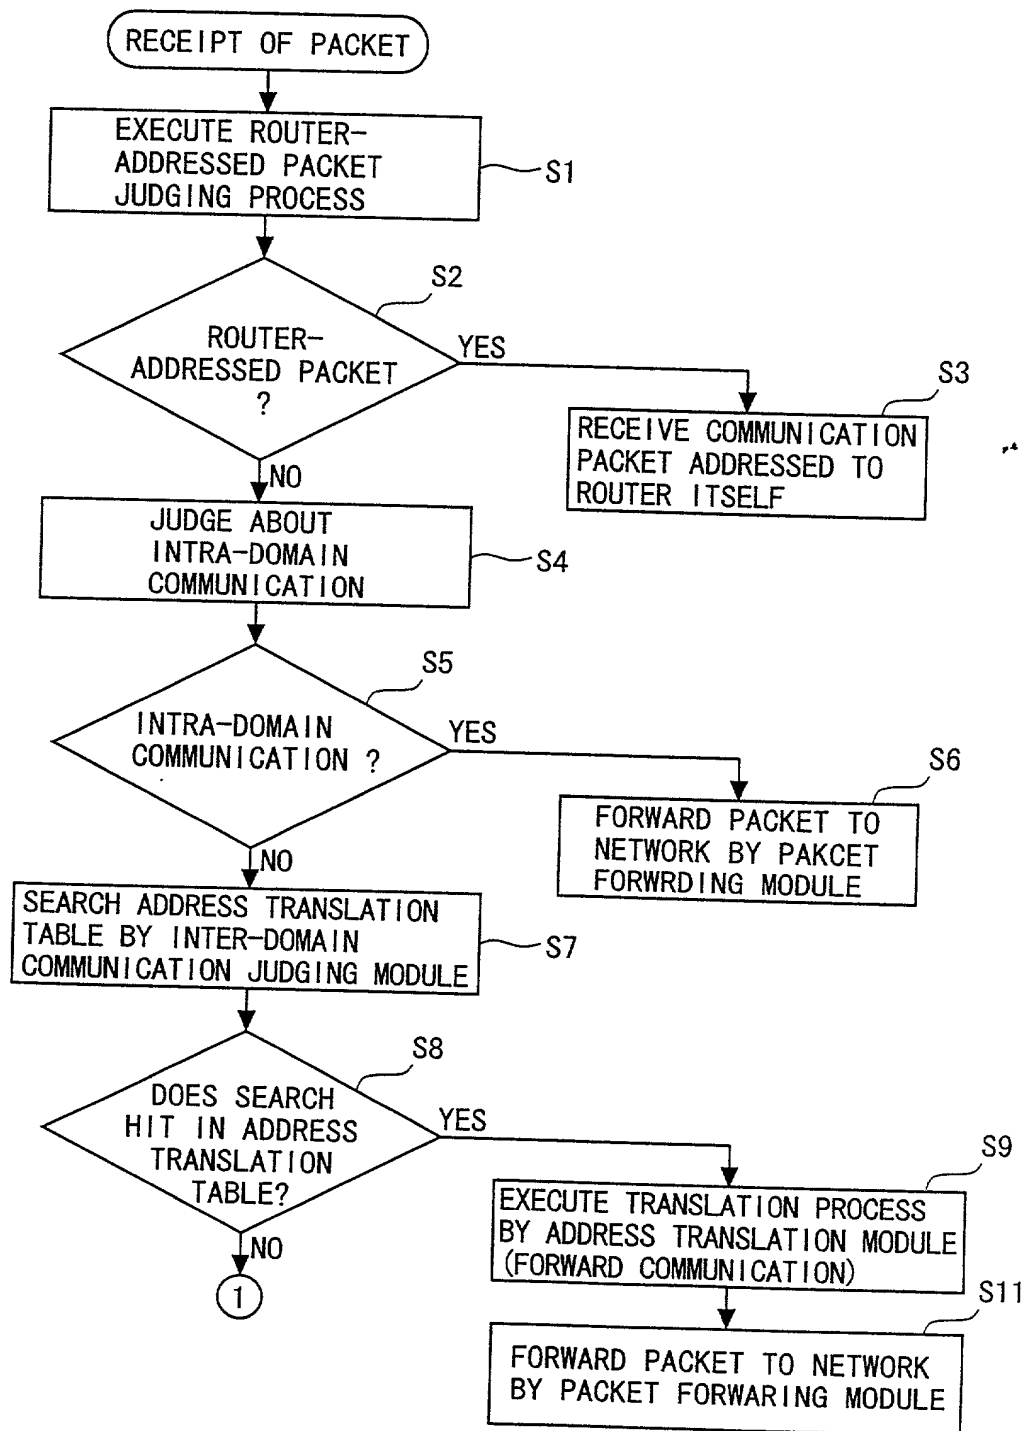 RECEIPT OF PACKET
EXECUTE ROUTER-
ADDRESSED PACKET
JUDGING PROCESS
S1
S2
ROUTER-
ADDRESSED PACKET
?
YES
S3
RECEIVE COMMUNICATION
PACKET ADDRESSED TO
ROUTER ITSELF
NO
JUDGE ABOUT
INTRA-DOMAIN
COMMUNICATION
S4
S5
INTRA-DOMAIN
COMMUNICATION ?
YES
S6
FORWARD PACKET TO
NETWORK BY PAKCET
FORWRDING MODULE
NO
SEARCH ADDRESS TRANSLATION
TABLE BY INTER-DOMAIN
COMMUNICATION JUDGING MODULE
S7
S8
DOES SEARCH
HIT IN ADDRESS
TRANSLATION
TABLE?
YES
S9
EXECUTE TRANSLATION PROCESS
BY ADDRESS TRANSLATION MODULE
(FORWARD COMMUNICATION)
NO
1
S11
FORWARD PACKET TO NETWORK
BY PACKET FORWARING MODULE